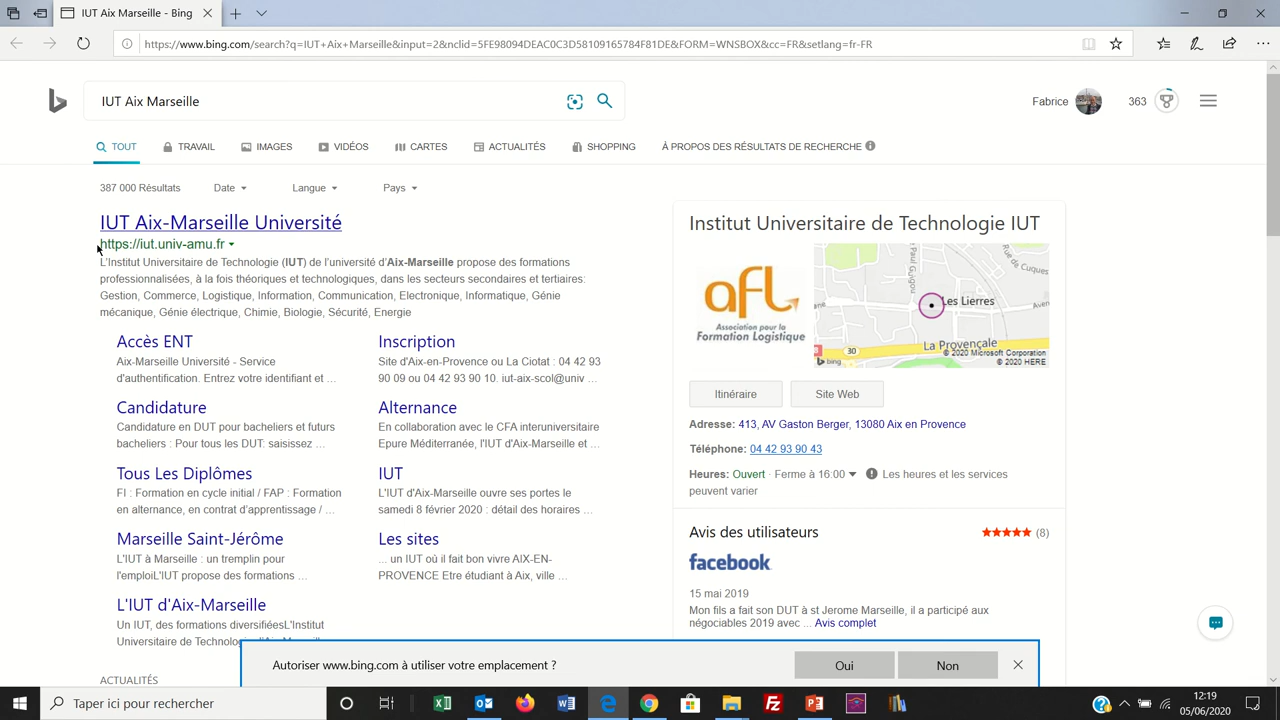 IUT Aix Marseille
https://www.bing.com/search?q=IUT+Aix+Marseille&input=2&nclid=5FE98094DEAC0C3D58109165784F81DE&FORM=WNSBOX&cc=FR&setlang=fr-FR
IUT Aix Marseille
Fabrice
363
TOUT TRAVAIL IMAGES VIDÉOS CARTES ACTUALITÉS SHOPPING À PROPOS DES RÉSULTATS DE RECHERCHE
387 000 Résultats Date Langue Pays
IUT Aix-Marseille Université
https://iut.univ-amu.fr
L'Institut Universitaire de Technologie (IUT) de l'université d'Aix-Marseille propose des formations
professionnalisées, à la fois théoriques et technologiques, dans les secteurs secondaires et tertiaires:
Gestion, Commerce, Logistique, Information, Communication, Electronique, Informatique, Génie
mécanique, Génie électrique, Chimie, Biologie, Sécurité, Energie
Accès ENT
Aix-Marseille Université - Service
d'authentification. Entrez votre identifiant et ...
Inscription
Site d'Aix-en-Provence ou La Ciotat : 04 42 93
90 09 ou 04 42 93 90 10. iut-aix-scol@univ ...
Candidature
Candidature en DUT pour bacheliers et futurs
bacheliers : Pour tous les DUT: saisissez ...
Alternance
En collaboration avec le CFA interuniversitaire
Epure Méditerranée, l'IUT d'Aix-Marseille et ...
Tous Les Diplômes
FI : Formation en cycle initial / FAP : Formation
en alternance, en contrat d'apprentissage / ...
IUT
L'IUT d'Aix-Marseille ouvre ses portes le
samedi 8 février 2020 : détail des horaires ...
Marseille Saint-Jérôme
L'IUT à Marseille : un tremplin pour
l'emploiL'IUT propose des formations ...
Les sites
... un IUT où il fait bon vivre AIX-EN-
PROVENCE Etre étudiant à Aix, ville ...
L'IUT d'Aix-Marseille
Un IUT, des formations diversifiéesL'Institut
Universitaire de Technologie
ACTUALITÉS
Institut Universitaire de Technologie IUT
afl
Association pour la
Formation Logistique
Paul Guigou
Rue de Cuques
Les Lierres
La Provençale
30
bing
© 2020 Microsoft Corporation
© 2020 HERE
Itinéraire Site Web
Adresse: 413, AV Gaston Berger, 13080 Aix en Provence
Téléphone: 04 42 93 90 43
Heures: Ouvert · Ferme à 16:00 Les heures et les services
peuvent varier
Avis des utilisateurs (8)
facebook
15 mai 2019
Mon fils a fait son DUT à st Jerome Marseille, il a participé aux
négociables 2019 avec ... Avis complet
Autoriser www.bing.com à utiliser votre emplacement ? Oui Non
Taper ici pour rechercher
12:19
05/06/2020